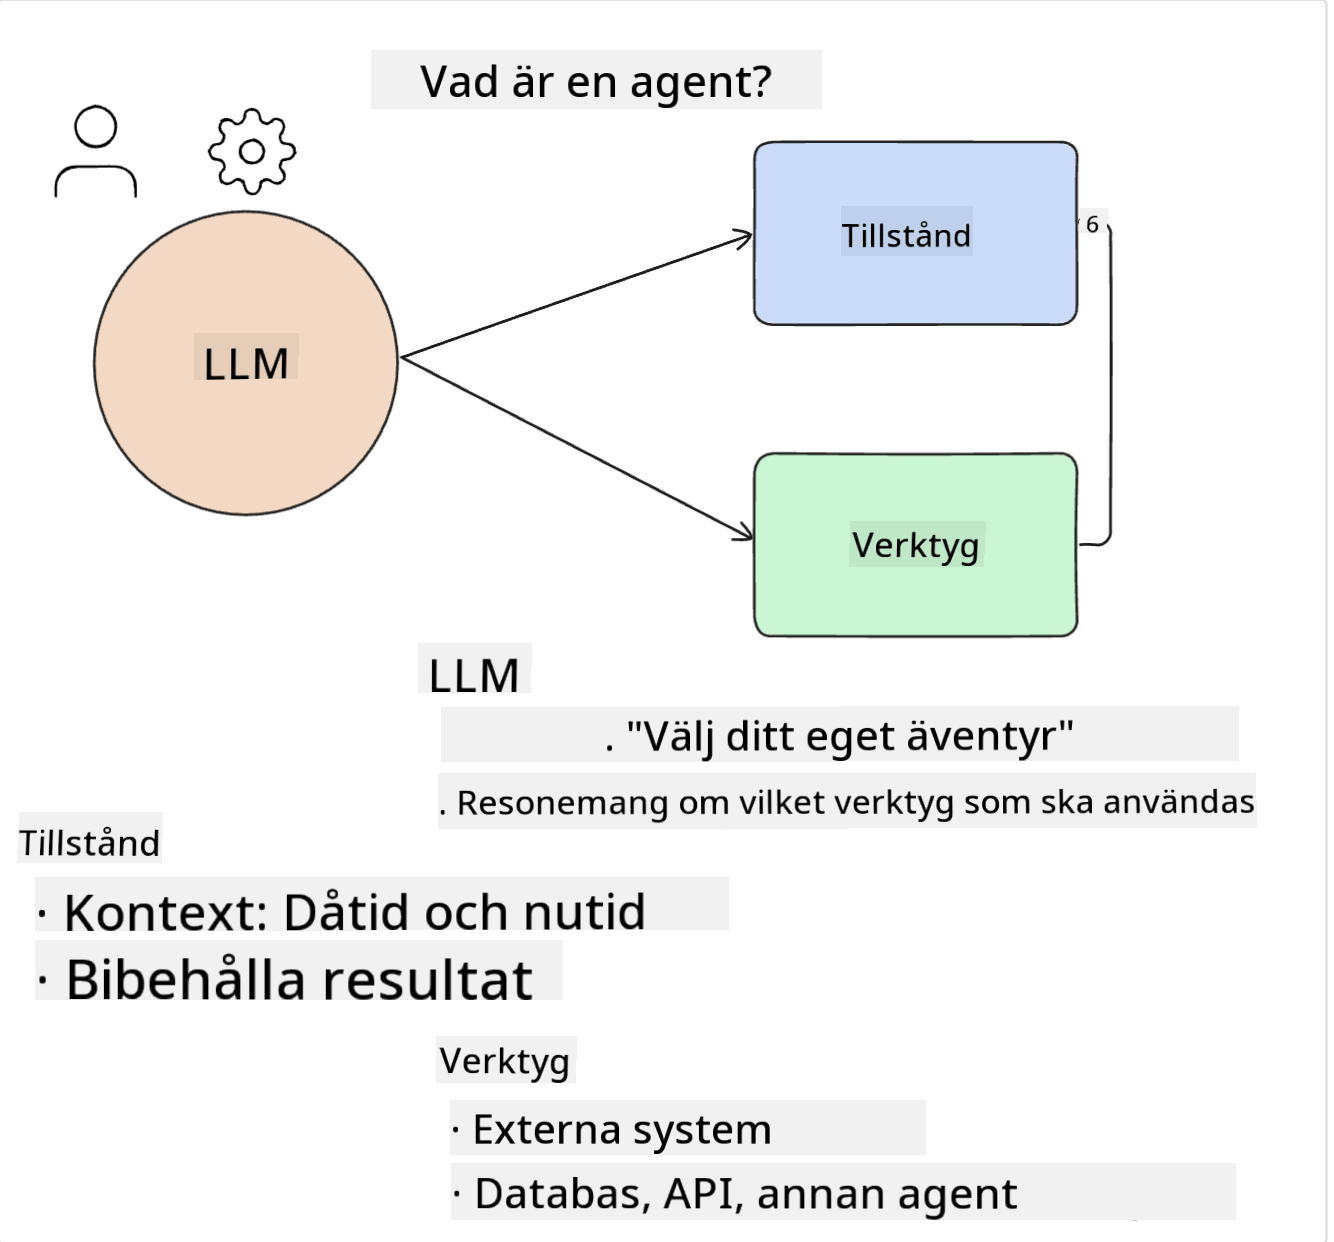 Vad är en agent?
Tillstånd
6
LLM
Verktyg
LLM
. "Välj ditt eget äventyr"
. Resonemang om vilket verktyg som ska användas
Tillstånd
· Kontext: Dåtid och nutid
· Bibehålla resultat
Verktyg
· Externa system
· Databas, API, annan agent